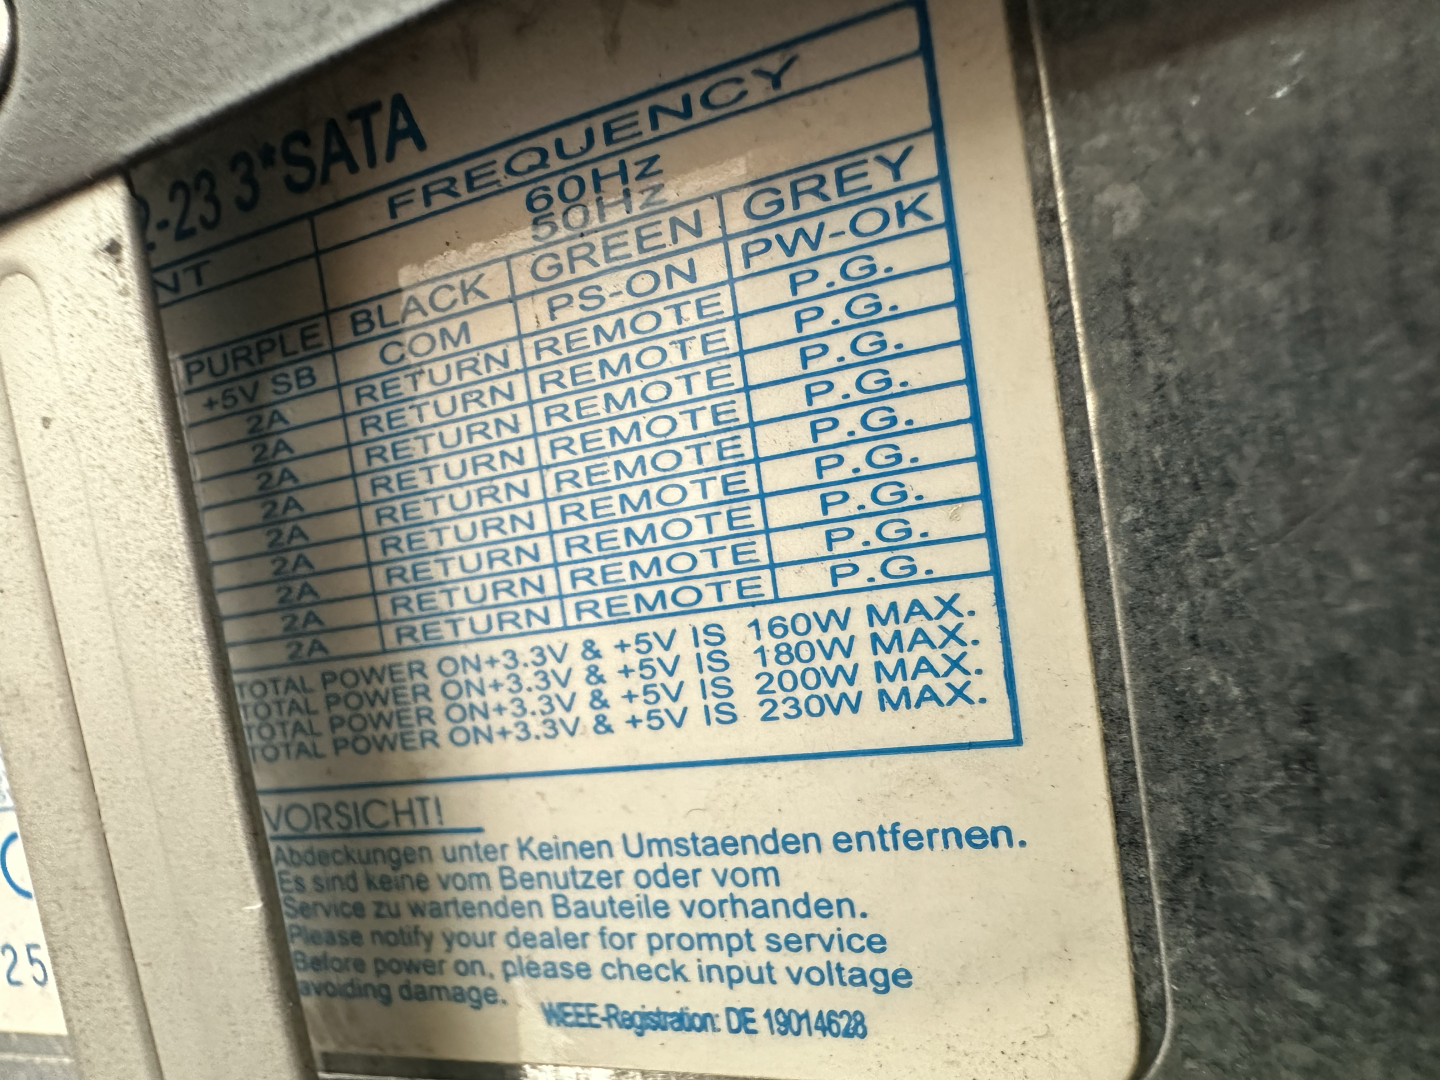 2-23 3*SATA
NT FREQUENCY
60Hz
50Hz
PURPLE BLACK GREEN GREY
+5V SB COM PS-ON PW-OK
2A RETURN REMOTE P.G.
2A RETURN REMOTE P.G.
2A RETURN REMOTE P.G.
2A RETURN REMOTE P.G.
2A RETURN REMOTE P.G.
2A RETURN REMOTE P.G.
2A RETURN REMOTE P.G.
2A RETURN REMOTE P.G.
2A RETURN REMOTE P.G.
TOTAL POWER ON+3.3V & +5V IS 160W MAX.
TOTAL POWER ON+3.3V & +5V IS 180W MAX.
TOTAL POWER ON+3.3V & +5V IS 200W MAX.
TOTAL POWER ON+3.3V & +5V IS 230W MAX.
VORSICHT!
Abdeckungen unter Keinen Umstaenden entfernen.
Es sind keine vom Benutzer oder vom
Service zu wartenden Bauteile vorhanden.
Please notify your dealer for prompt service
Before power on, please check input voltage
avoiding damage.
WEEE-Registration: DE 19014628
25